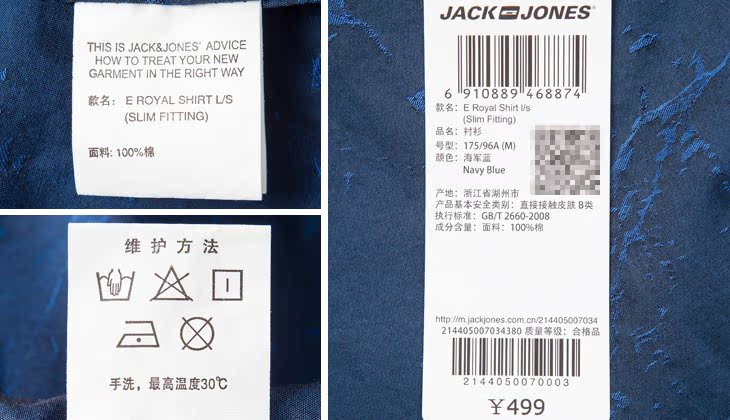 THIS IS JACK&JONES' ADVICE
HOW TO TREAT YOUR NEW
GARMENT IN THE RIGHT WAY
款名： E ROYAL SHIRT L/S
(SLIM FITTING)
面料: 100%棉
维护方法
手洗，最高温度30℃
JACK JONES®
6 910889 468874
款名： E Royal Shirt l/s
(Slim Fitting)
品名： 衬衫
号型： 175/96A (M)
颜色： 海军蓝
Navy Blue
产地： 浙江省湖州市
产品基本安全类别：直接接触皮肤 B类
执行标准：GB/T 2660-2008
成分含量：面料：100%棉
http://m.jackjones.com.cn/214405007034
214405007034380 质量等级：合格品
2144050070003
￥499